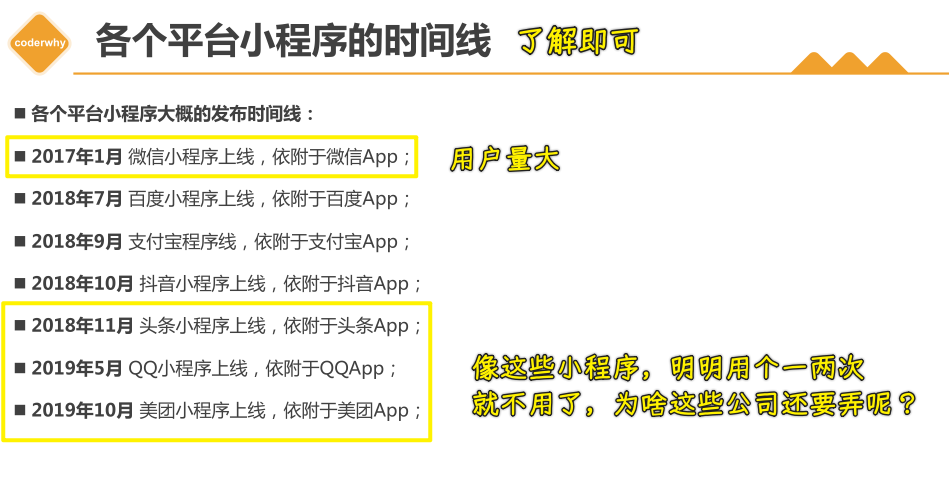 coderwhy
各个平台小程序的时间线 了解即可
■ 各个平台小程序大概的发布时间线：
■ 2017年1月 微信小程序上线，依附于微信App； 用户量大
■ 2018年7月 百度小程序上线，依附于百度App；
■ 2018年9月 支付宝程序线，依附于支付宝App；
■ 2018年10月 抖音小程序上线，依附于抖音App；
■ 2018年11月 头条小程序上线，依附于头条App；
■ 2019年5月 QQ小程序上线，依附于QQApp；
■ 2019年10月 美团小程序上线，依附于美团App；
像这些小程序，明明用个一两次
就不用了，为啥这些公司还要弄呢？